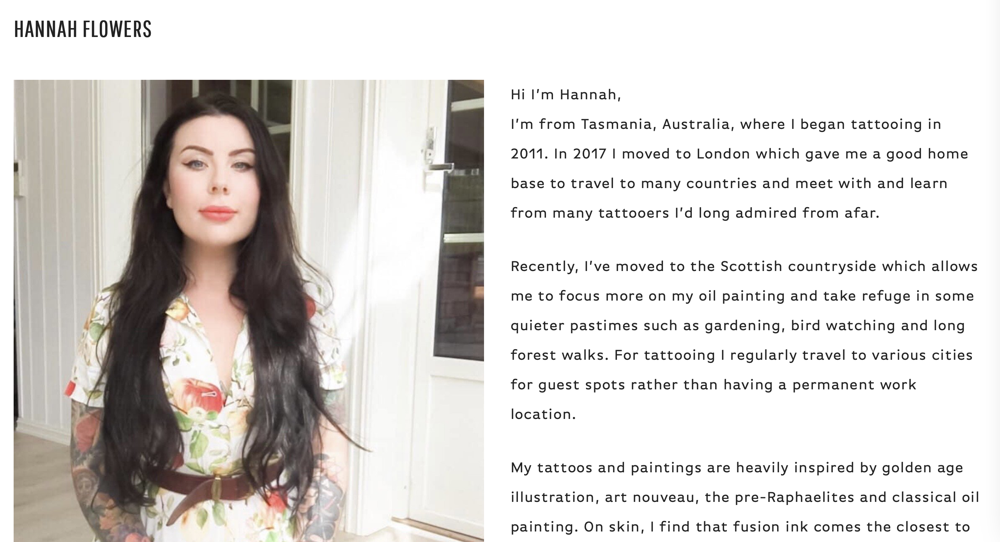 HANNAH FLOWERS
Hi I’m Hannah,
I’m from Tasmania, Australia, where I began tattooing in
2011. In 2017 I moved to London which gave me a good home
base to travel to many countries and meet with and learn
from many tattooers I’d long admired from afar.
Recently, I’ve moved to the Scottish countryside which allows
me to focus more on my oil painting and take refuge in some
quieter pastimes such as gardening, bird watching and long
forest walks. For tattooing I regularly travel to various cities
for guest spots rather than having a permanent work
location.
My tattoos and paintings are heavily inspired by golden age
illustration, art nouveau, the pre-Raphaelites and classical oil
painting. On skin, I find that fusion ink comes the closest to